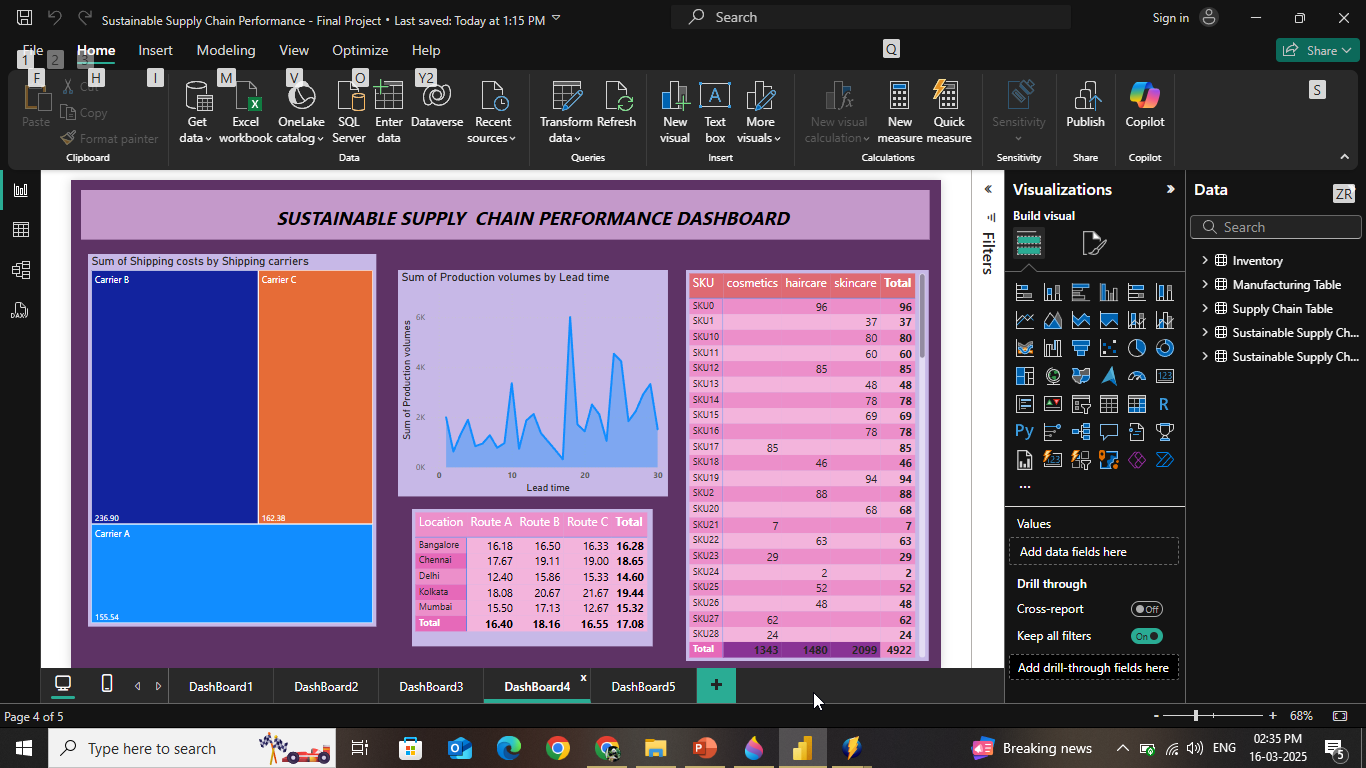 Sustainable Supply Chain Performance - Final Project • Last saved: Today at 1:15 PM
Search
Sign in
File
Home
Insert
Modeling
View
Optimize
Help
Share
1
2
3
Q
F
H
I
M
V
O
Y2
S
Paste
Cut
Copy
Format painter
Get data
Excel workbook
OneLake catalog
SQL Server
Enter data
Dataverse
Recent sources
Transform data
Refresh
New visual
Text box
More visuals
New visual calculation
New measure
Quick measure
Sensitivity
Publish
Copilot
Clipboard
Data
Queries
Insert
Calculations
Sensitivity
Share
Copilot
SUSTAINABLE SUPPLY CHAIN PERFORMANCE DASHBOARD
Sum of Shipping costs by Shipping carriers
Carrier B
236.90
Carrier C
162.38
Carrier A
155.54
Sum of Production volumes by Lead time
Sum of Production volumes
6K
4K
2K
0K
0 10 20 30
Lead time
Location Route A Route B Route C Total
Bangalore 16.18 16.50 16.33 16.28
Chennai 17.67 19.11 19.00 18.65
Delhi 12.40 15.86 15.33 14.60
Kolkata 18.08 20.67 21.67 19.44
Mumbai 15.50 17.13 12.67 15.32
Total 16.40 18.16 16.55 17.08
SKU cosmetics haircare skincare Total
SKU0 96 96
SKU1 37 37
SKU10 80 80
SKU11 60 60
SKU12 85 85
SKU13 48 48
SKU14 78 78
SKU15 69 69
SKU16 78 78
SKU17 85 85
SKU18 46 46
SKU19 94 94
SKU2 88 88
SKU20 68 68
SKU21 7 7
SKU22 63 63
SKU23 29 29
SKU24 2 2
SKU25 52 52
SKU26 48 48
SKU27 62 62
SKU28 24 24
Total 1343 1480 2099 4922
Filters
Visualizations
Build visual
123
R
Py
123
...
Values
Add data fields here
Drill through
Cross-report
Off
Keep all filters
On
Add drill-through fields here
Data
ZR
Search
Inventory
Manufacturing Table
Supply Chain Table
Sustainable Supply Ch...
Sustainable Supply Ch...
DAX
DashBoard1
DashBoard2
DashBoard3
DashBoard4
x
DashBoard5
+
Page 4 of 5
- + 68%
Type here to search
Breaking news
ENG
02:35 PM
16-03-2025
5